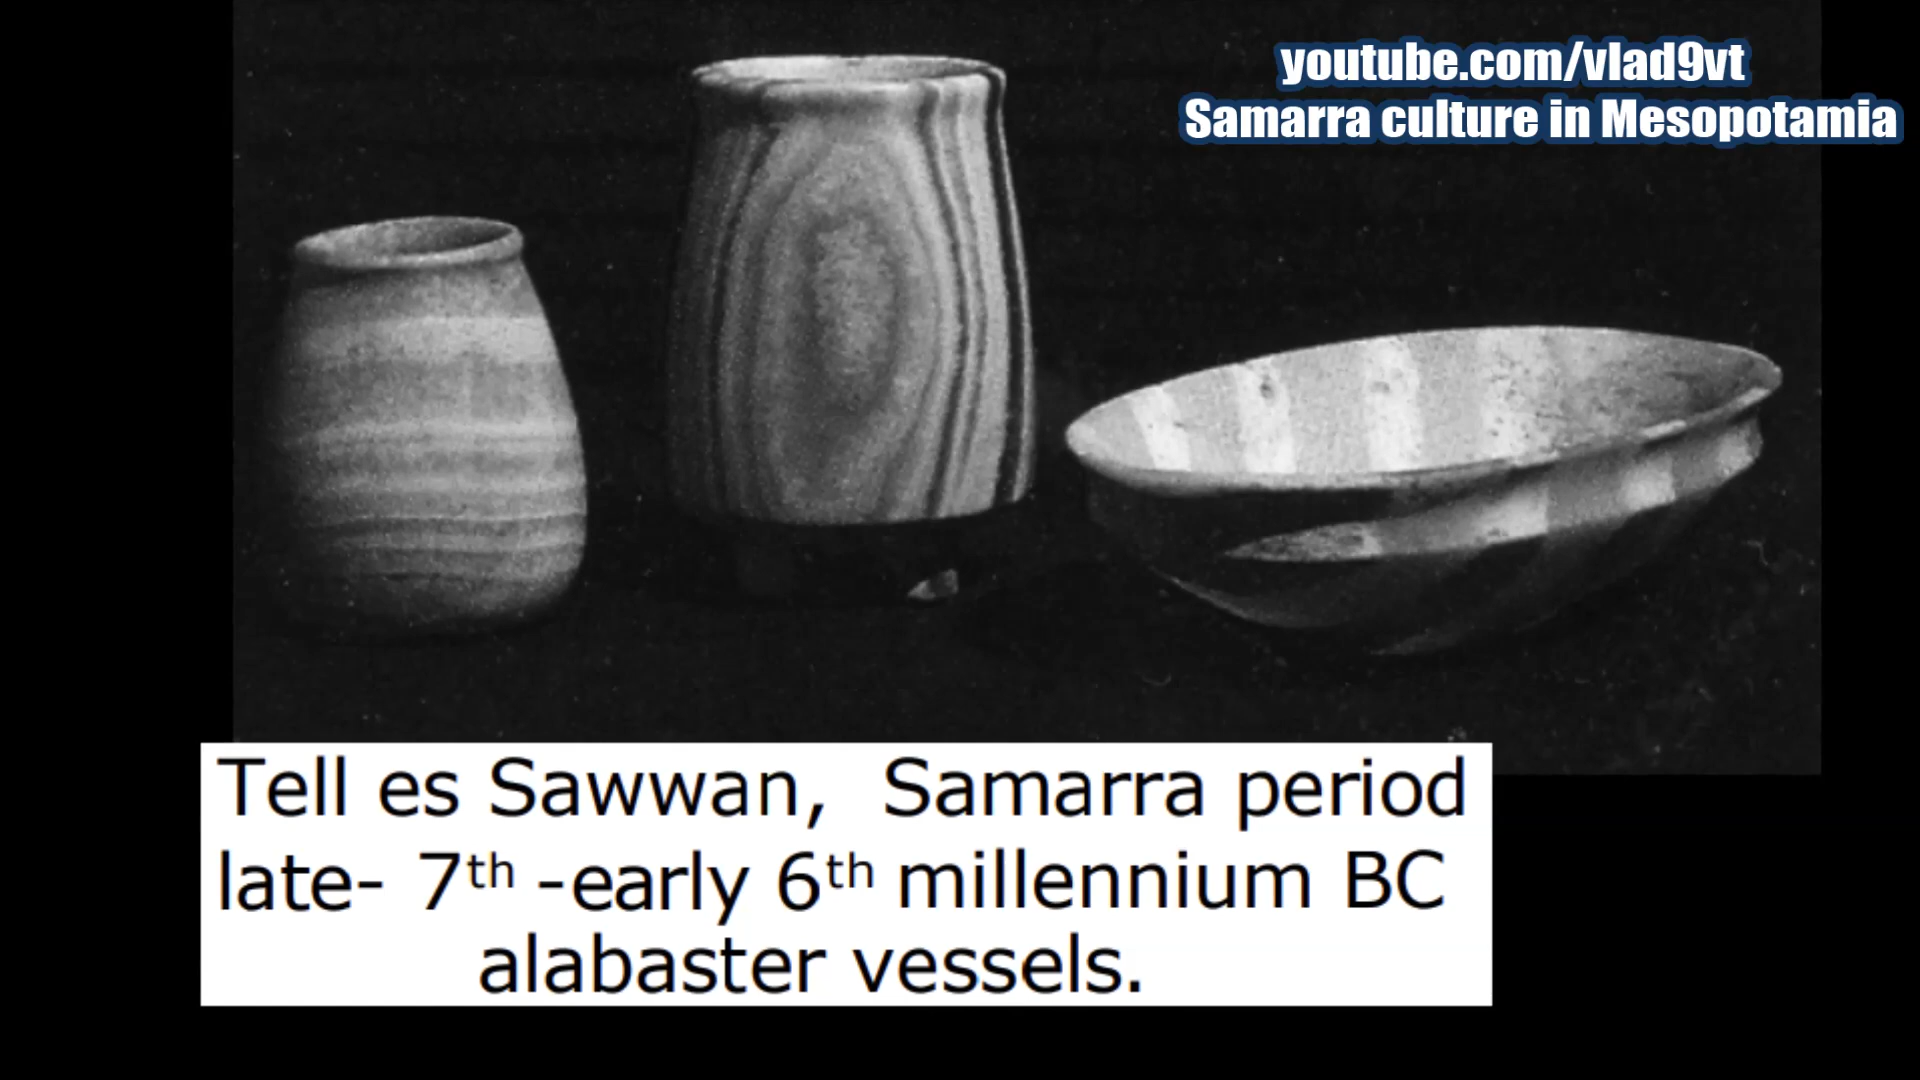 youtube.com/vlad9vt
Samarra culture in Mesopotamia
Tell es Sawwan, Samarra period
late- 7th -early 6th millennium BC
alabaster vessels.